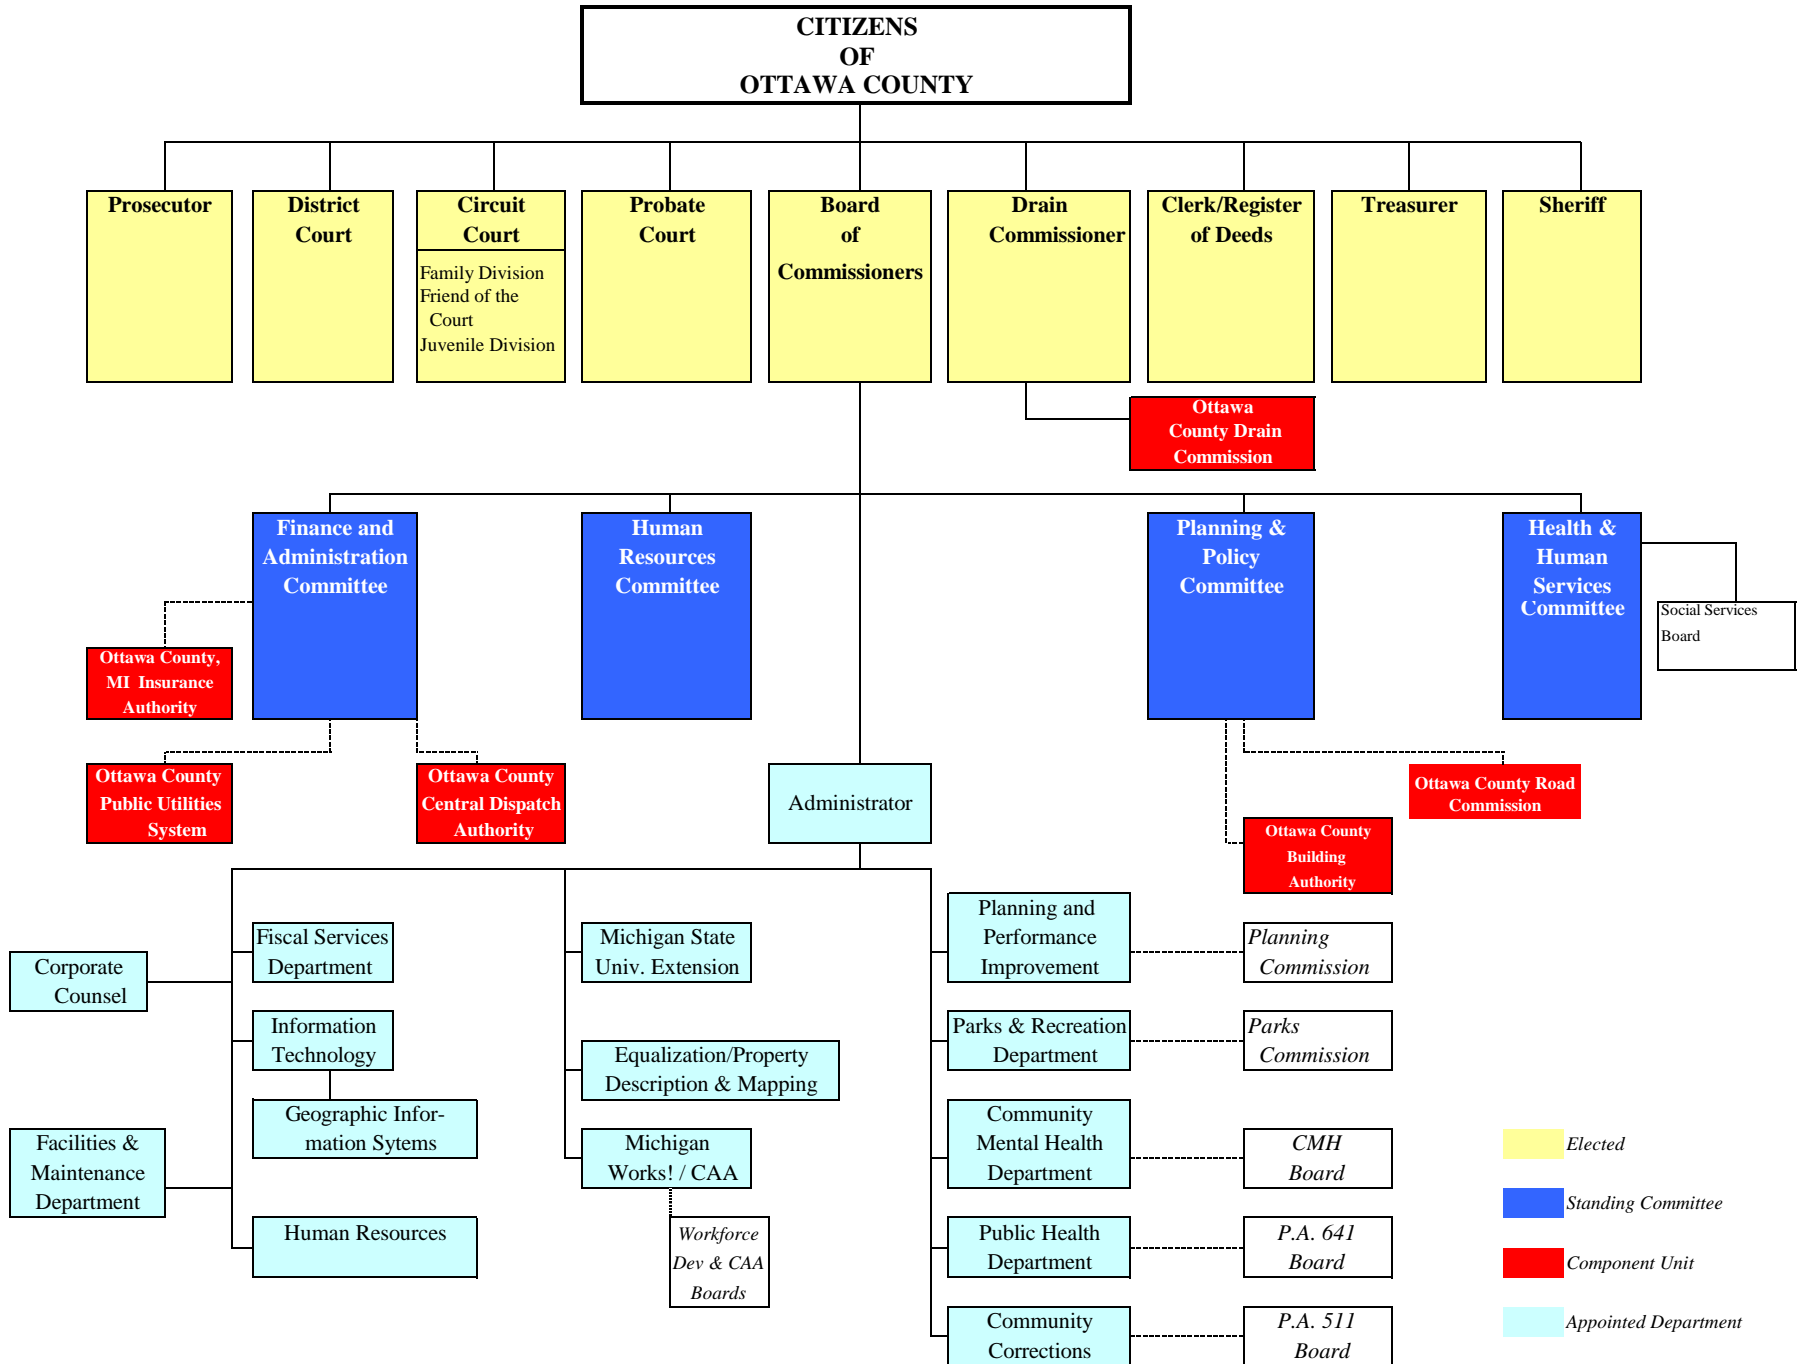 CITIZENS
OF
OTTAWA COUNTY
Prosecutor
District
Court
Circuit
Court
Family Division
Friend of the
Court
Juvenile Division
Probate
Court
Board
of
Commissioners
Drain
Commissioner
Clerk/Register
of Deeds
Treasurer
Sheriff
Ottawa
County Drain
Commission
Finance and
Administration
Committee
Human
Resources
Committee
Planning &
Policy
Committee
Health &
Human
Services
Committee
Social Services
Board
Ottawa County,
MI Insurance
Authority
Ottawa County
Public Utilities
System
Ottawa County
Central Dispatch
Authority
Administrator
Ottawa County Road
Commission
Ottawa County
Building
Authority
Corporate
Counsel
Fiscal Services
Department
Information
Technology
Geographic Infor-
mation Sytems
Facilities &
Maintenance
Department
Human Resources
Michigan State
Univ. Extension
Equalization/Property
Description & Mapping
Michigan
Works! / CAA
Workforce
Dev & CAA
Boards
Planning and
Performance
Improvement
Planning
Commission
Parks & Recreation
Department
Parks
Commission
Community
Mental Health
Department
CMH
Board
Public Health
Department
P.A. 641
Board
Community
Corrections
P.A. 511
Board
Elected
Standing Committee
Component Unit
Appointed Department